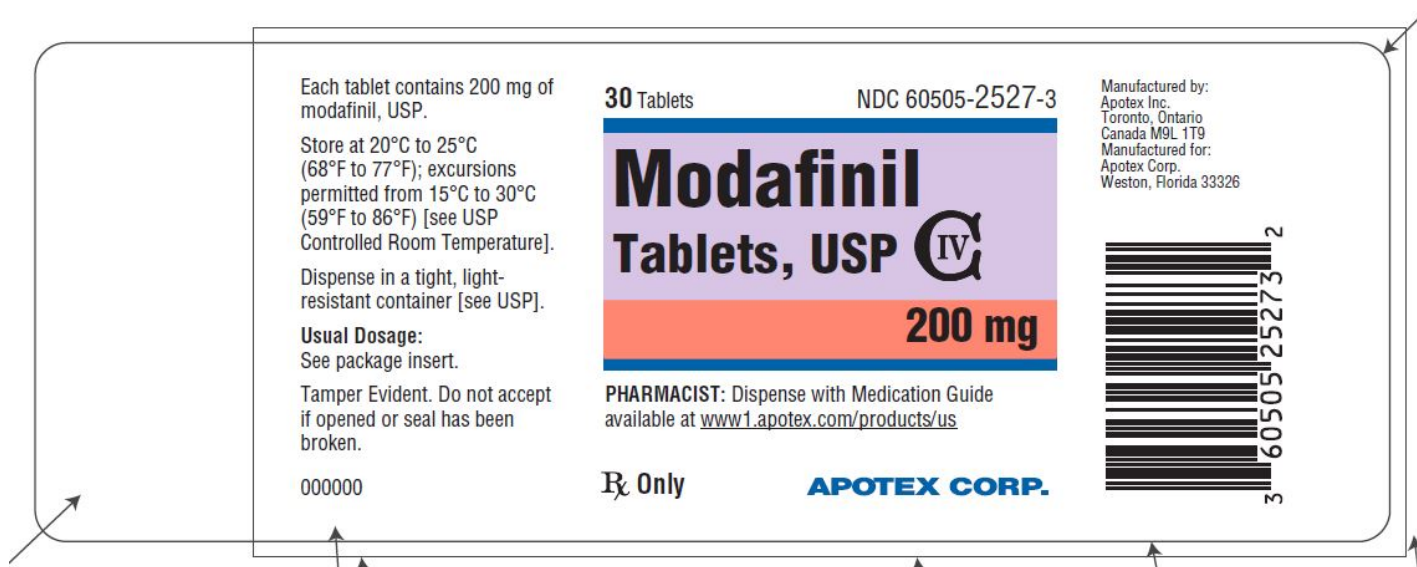 Each tablet contains 200 mg of
modafinil, USP.
Store at 20°C to 25°C
(68°F to 77°F); excursions
permitted from 15°C to 30°C
(59°F to 86°F) [see USP
Controlled Room Temperature].
Dispense in a tight, light-
resistant container [see USP].
Usual Dosage:
See package insert.
Tamper Evident. Do not accept
if opened or seal has been
broken.
000000
30 Tablets NDC 60505-2527-3
Modafinil
Tablets, USP CIV
200 mg
PHARMACIST: Dispense with Medication Guide
available at www1.apotex.com/products/us
Rx Only APOTEX CORP.
Manufactured by:
Apotex Inc.
Toronto, Ontario
Canada M9L 1T9
Manufactured for:
Apotex Corp.
Weston, Florida 33326
3 60505 25273 2